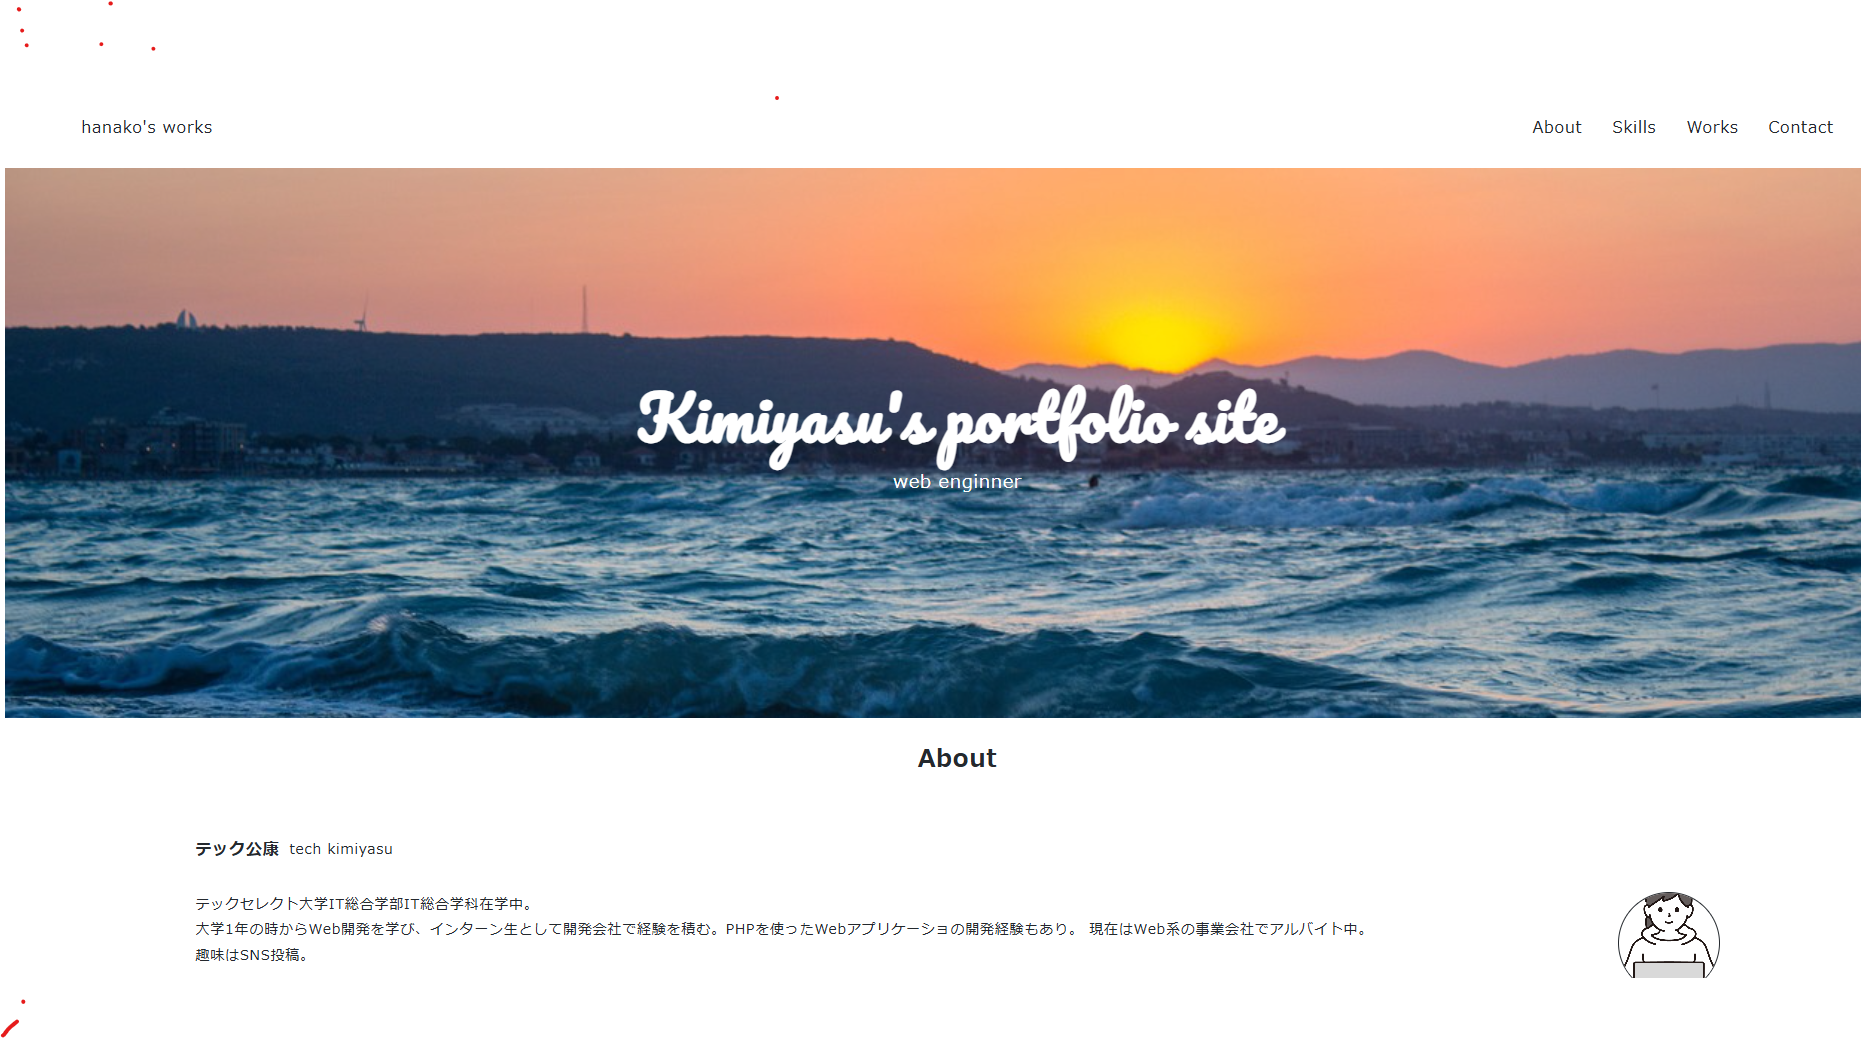 hanako's works
About Skills Works Contact
Kimiyasu's portfolio site
web enginner
About
テック公康 tech kimiyasu
テックセレクト大学IT総合学部IT総合学科在学中。
大学1年の時からWeb開発を学び、インターン生として開発会社で経験を積む。PHPを使ったWebアプリケーショの開発経験もあり。 現在はWeb系の事業会社でアルバイト中。
趣味はSNS投稿。